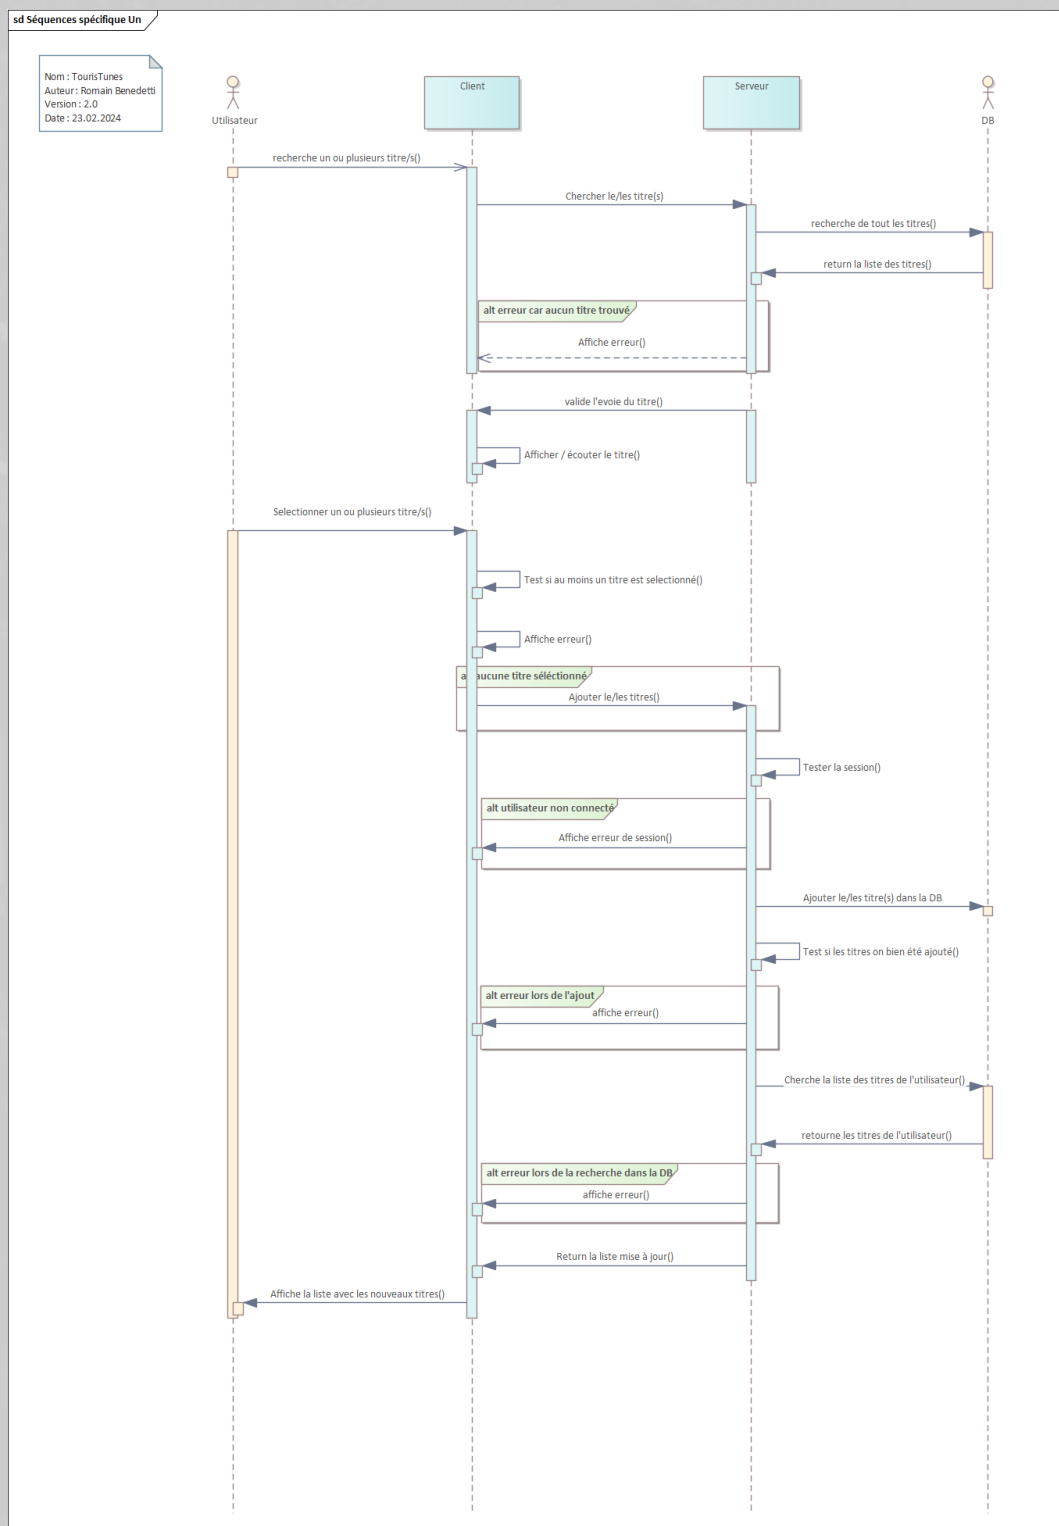 sd Séquences spécifique Un
Nom : TourisTunes
Auteur : Romain Benedetti
Version : 2.0
Date : 23.02.2024
Utilisateur
Client
Serveur
DB
recherche un ou plusieurs titre/s()
Chercher le/les titre(s)
recherche de tout les titres()
return la liste des titres()
alt erreur car aucun titre trouvé
Affiche erreur()
valide l'evoie du titre()
Afficher / écouter le titre()
Selectionner un ou plusieurs titre/s()
Test si au moins un titre est selectionné()
Affiche erreur()
aucune titre séléctionné
Ajouter le/les titres()
Tester la session()
alt utilisateur non connecté
Affiche erreur de session()
Ajouter le/les titre(s) dans la DB
Test si les titres on bien été ajouté()
alt erreur lors de l'ajout
affiche erreur()
Cherche la liste des titres de l'utilisateur()
retourne les titres de l'utilisateur()
alt erreur lors de la recherche dans la DB
affiche erreur()
Return la liste mise à jour()
Affiche la liste avec les nouveaux titres()